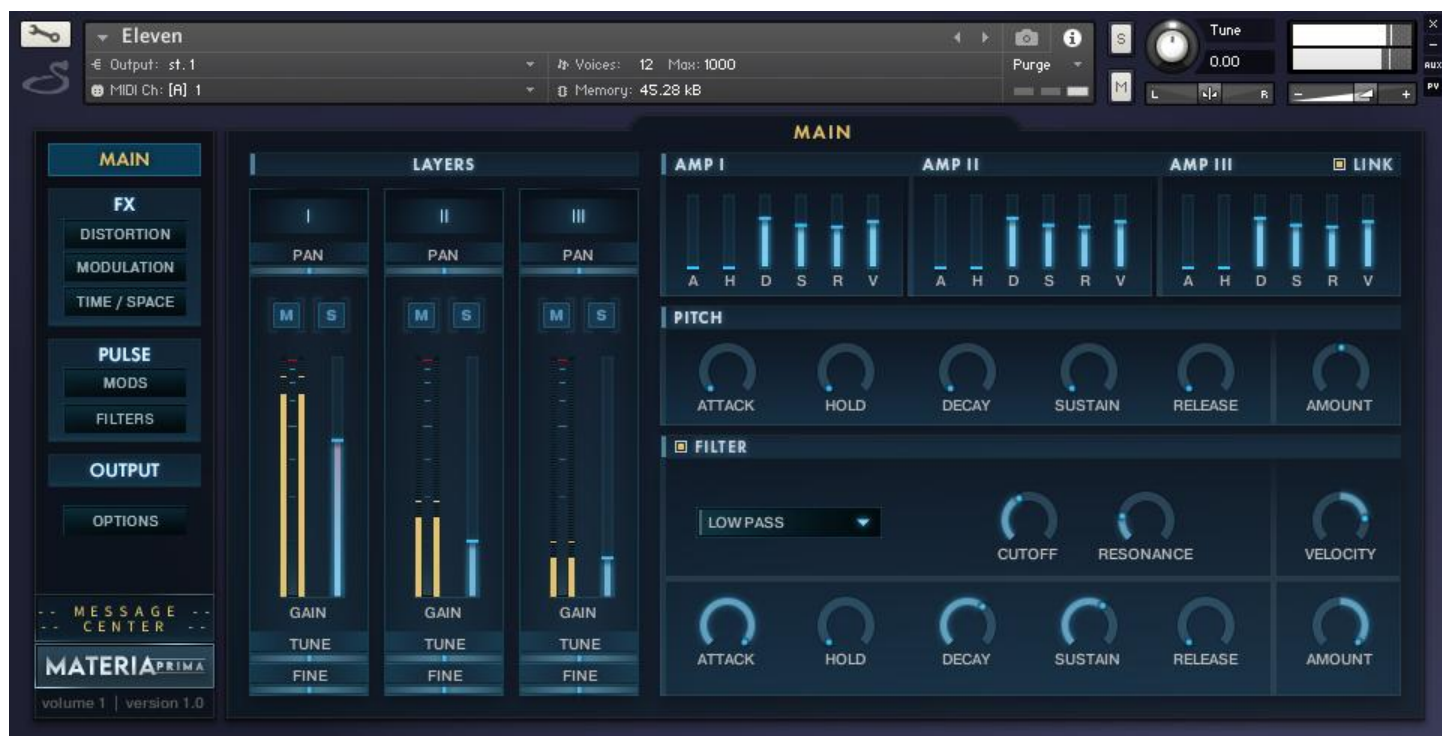 Eleven
S
Tune
×
–
Output: st. 1
Voices: 12 Max: 1000
Purge
0.00
AUX
MIDI Ch: [A] 1
Memory: 45.28 kB
M
L
R
–
+
PV
MAIN
MAIN
LAYERS
AMP I
AMP II
AMP III
LINK
FX
DISTORTION
MODULATION
TIME / SPACE
PULSE
MODS
FILTERS
OUTPUT
OPTIONS
-- MESSAGE --
-- CENTER --
MATERIA PRIMA
volume 1 | version 1.0
I
II
III
PAN
PAN
PAN
M S
M S
M S
GAIN
GAIN
GAIN
TUNE
TUNE
TUNE
FINE
FINE
FINE
A H D S R V
A H D S R V
A H D S R V
PITCH
ATTACK
HOLD
DECAY
SUSTAIN
RELEASE
AMOUNT
FILTER
LOW PASS
CUTOFF
RESONANCE
VELOCITY
ATTACK
HOLD
DECAY
SUSTAIN
RELEASE
AMOUNT